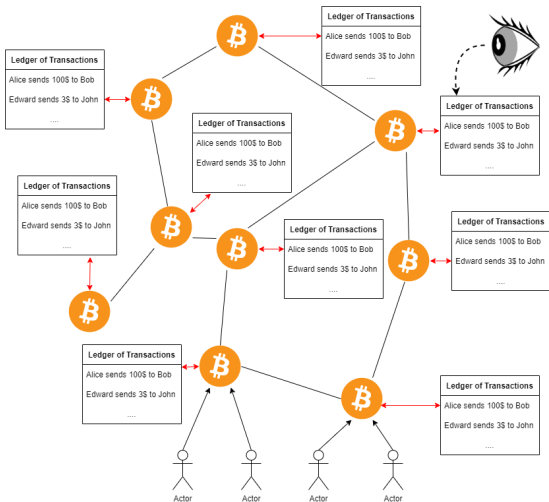 Ledger of Transactions
Alice sends 100$ to Bob
Edward sends 3$ to John
....
Ledger of Transactions
Alice sends 100$ to Bob
Edward sends 3$ to John
....
Ledger of Transactions
Alice sends 100$ to Bob
Edward sends 3$ to John
....
Ledger of Transactions
Alice sends 100$ to Bob
Edward sends 3$ to John
....
Ledger of Transactions
Alice sends 100$ to Bob
Edward sends 3$ to John
....
Ledger of Transactions
Alice sends 100$ to Bob
Edward sends 3$ to John
....
Ledger of Transactions
Alice sends 100$ to Bob
Edward sends 3$ to John
....
Ledger of Transactions
Alice sends 100$ to Bob
Edward sends 3$ to John
....
Ledger of Transactions
Alice sends 100$ to Bob
Edward sends 3$ to John
....
Actor
Actor
Actor
Actor